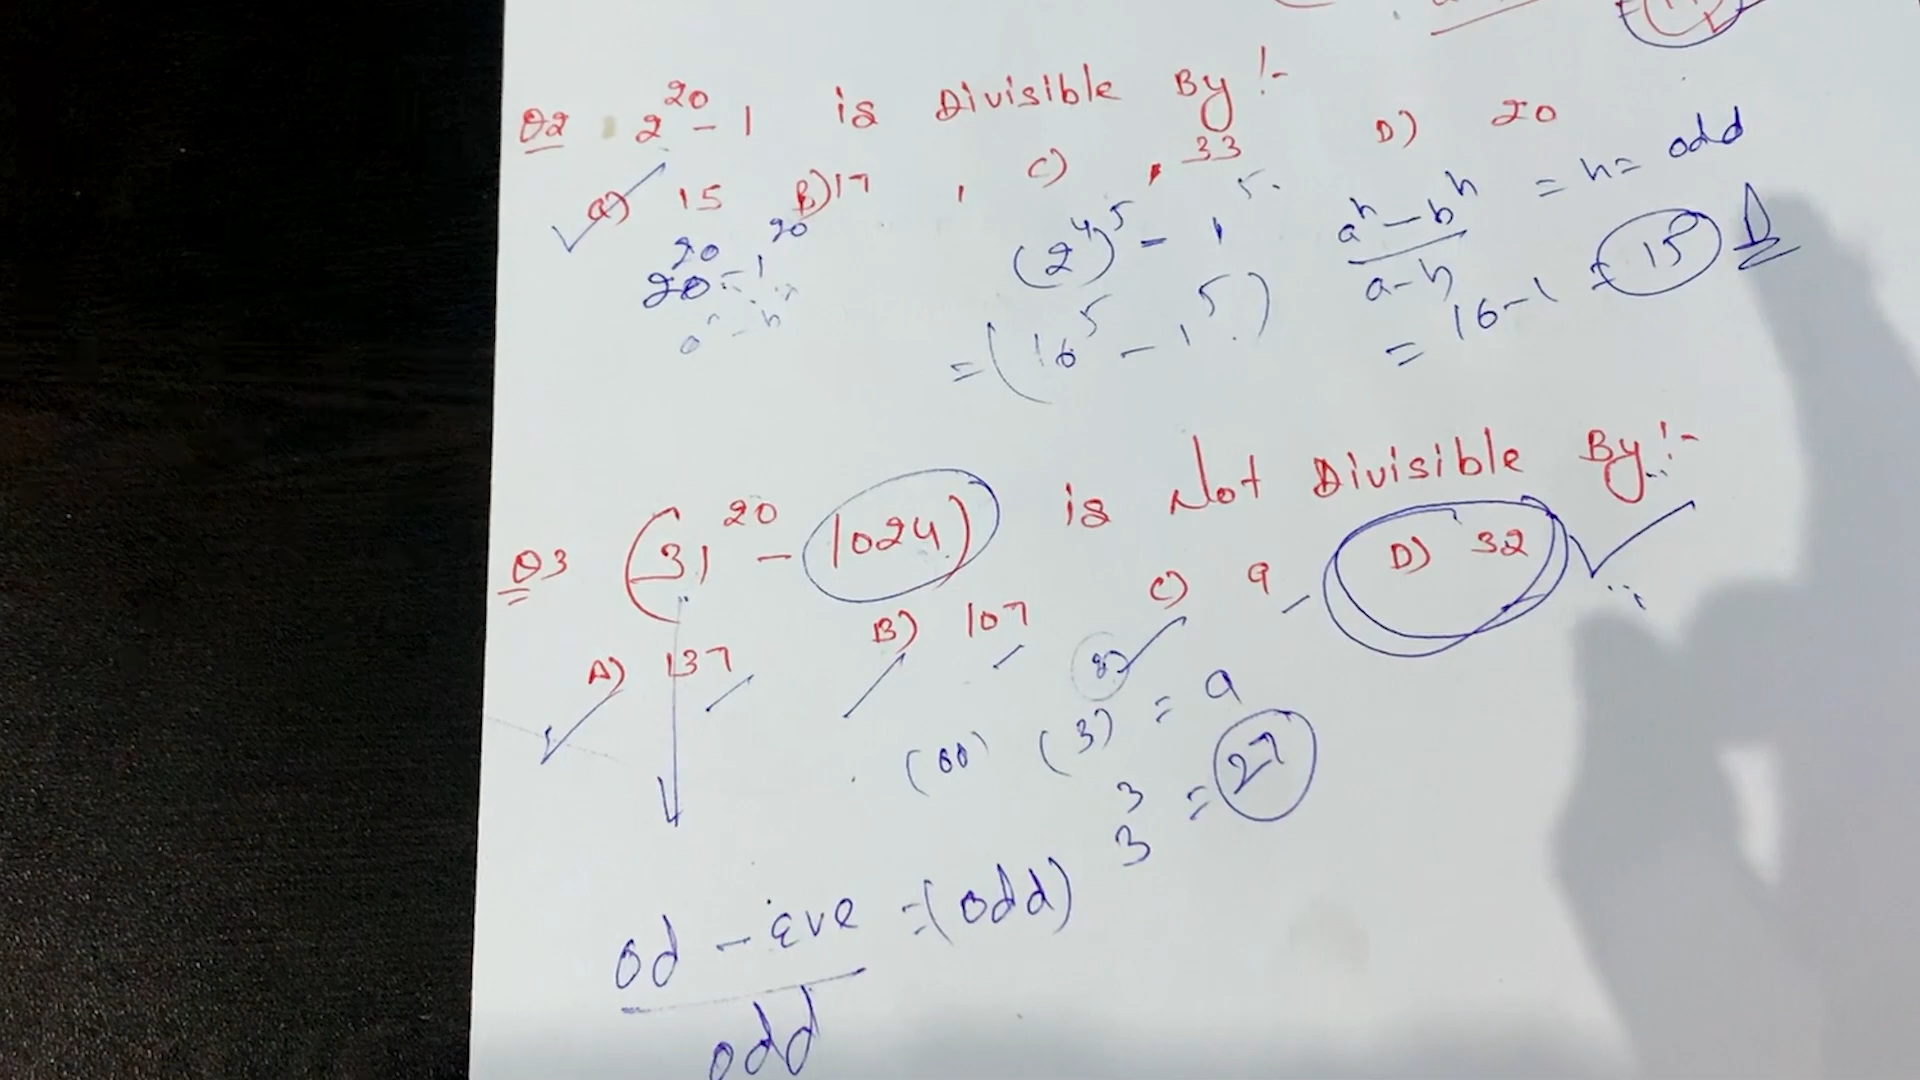 Q2 2^20 - 1 is Divisible By :-
a) 15 B) 17 , C) 33 D) 20
20^20 - 1^20
a^n - b^n
(2^4)^5 - 1^5
= (16^5 - 1^5)
a^n - b^n / a - b = n = odd
= 16 - 1 = 15
Q3 (31^20 - 1024) is Not Divisible By :-
A) 137 B) 107 C) 9 D) 32
(3) = 9
3^3 = 27
od - eve = (odd)
odd